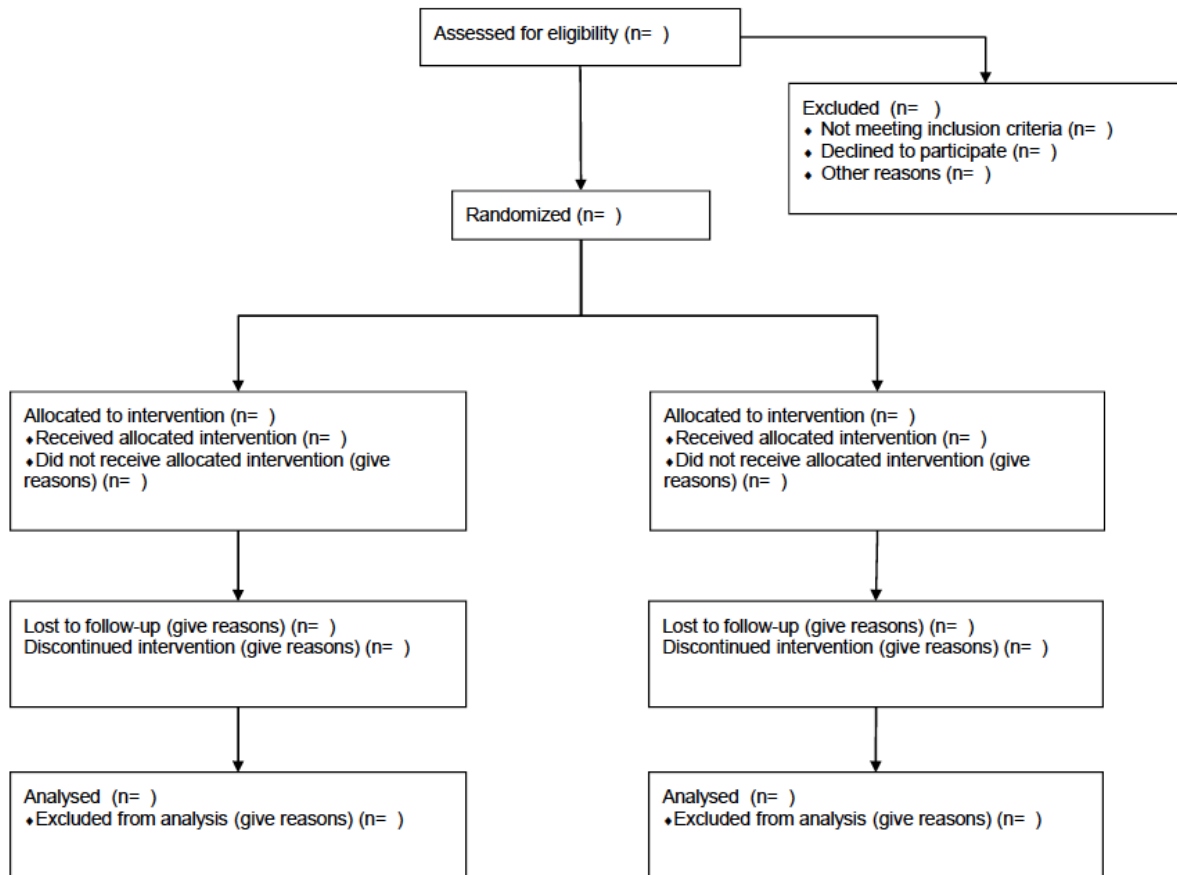 Assessed for eligibility (n=  )
Excluded  (n=   )
♦ Not meeting inclusion criteria (n=  )
♦ Declined to participate (n=  )
♦ Other reasons (n=  )
Randomized (n=  )
Allocated to intervention (n=  )
♦Received allocated intervention (n=  )
♦Did not receive allocated intervention (give
reasons) (n=  )
Allocated to intervention (n=  )
♦Received allocated intervention (n=  )
♦Did not receive allocated intervention (give
reasons) (n=  )
Lost to follow-up (give reasons) (n=  )
Discontinued intervention (give reasons) (n=  )
Lost to follow-up (give reasons) (n=  )
Discontinued intervention (give reasons) (n=  )
Analysed  (n=  )
♦Excluded from analysis (give reasons) (n=  )
Analysed  (n=  )
♦Excluded from analysis (give reasons) (n=  )